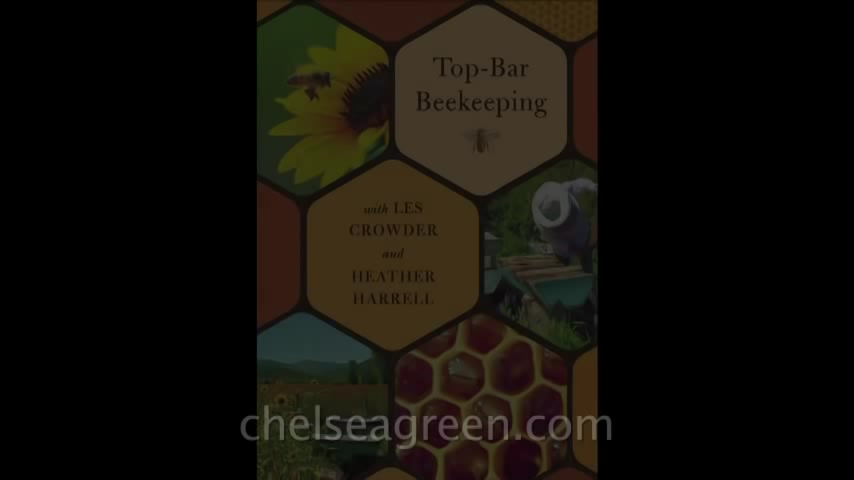 Top-Bar
Beekeeping
with LES
CROWDER
and
HEATHER
HARRELL
chelseagreen.com